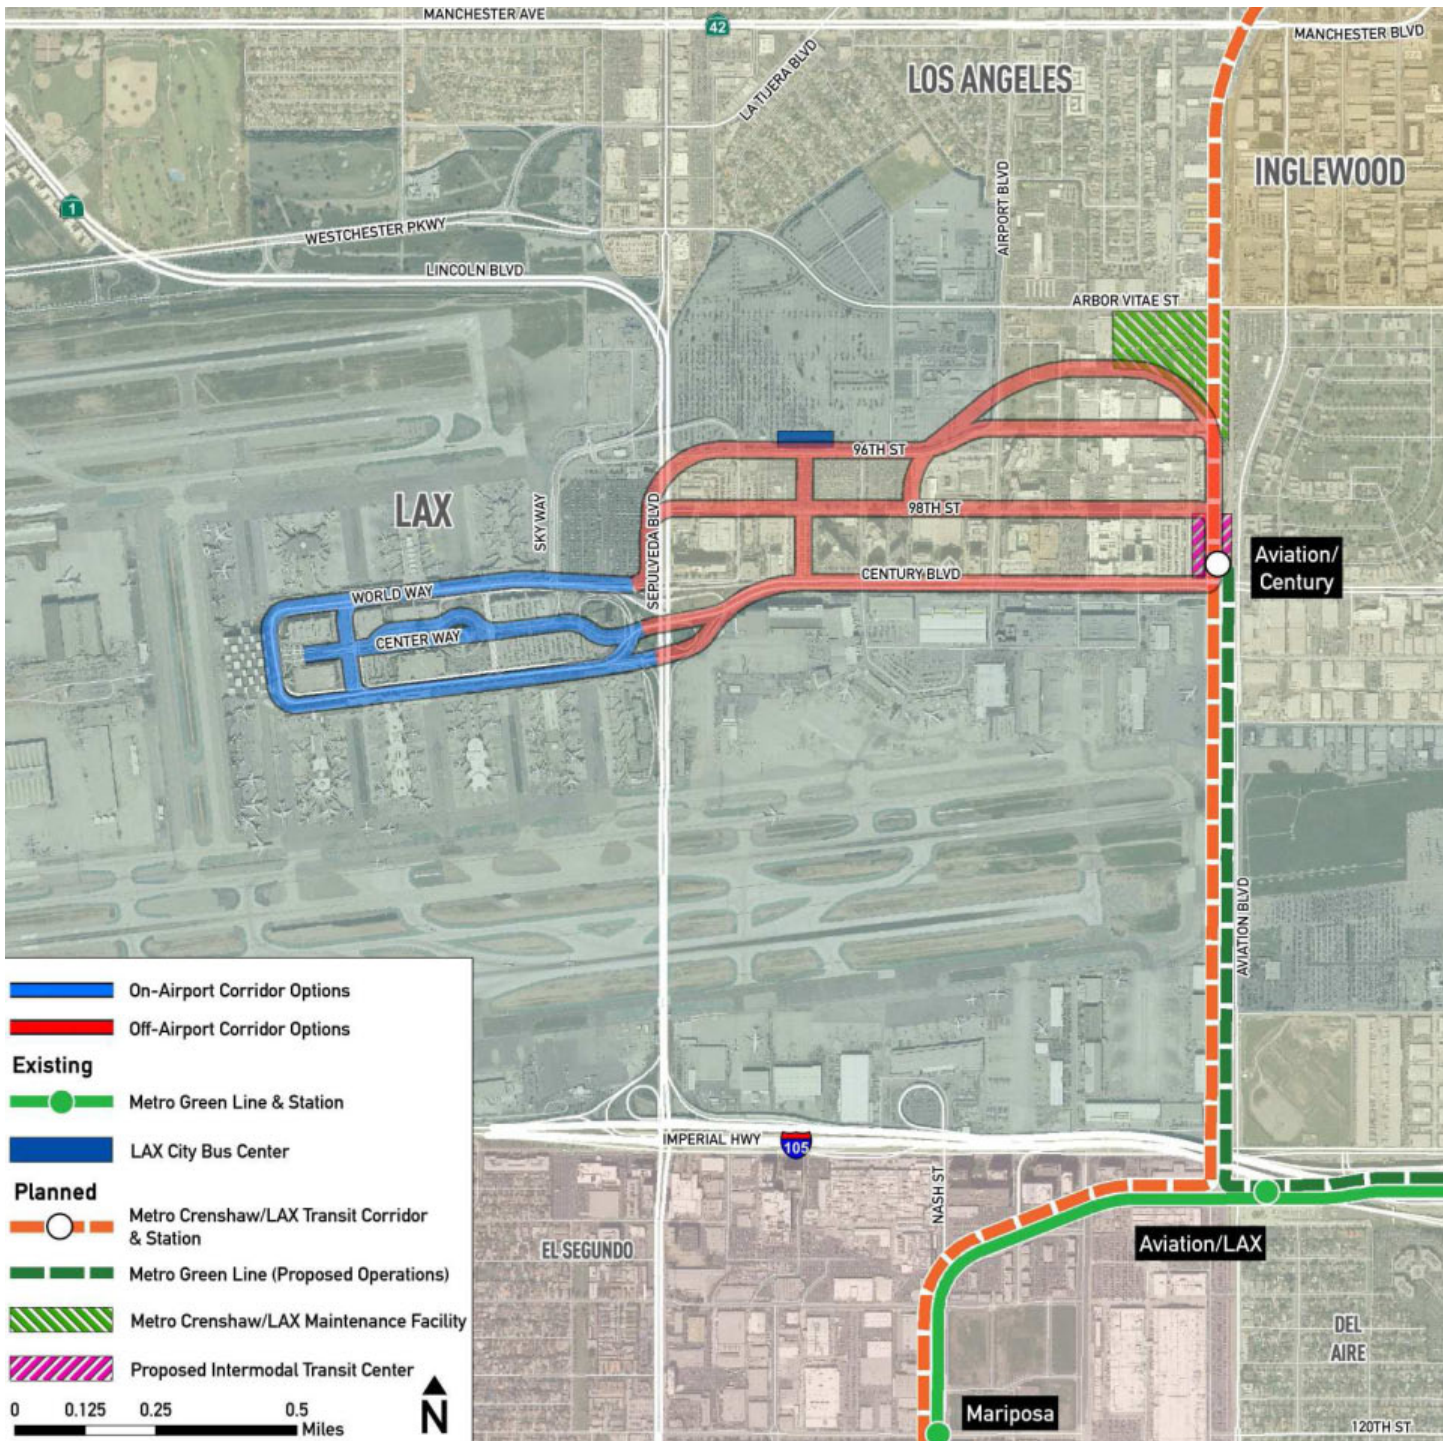 MANCHESTER AVE
42
MANCHESTER BLVD
LA TIJERA BLVD
LOS ANGELES
INGLEWOOD
AIRPORT BLVD
1
WESTCHESTER PKWY
LINCOLN BLVD
ARBOR VITAE ST
96TH ST
LAX
SKY WAY
SEPULVEDA BLVD
98TH ST
Aviation/
Century
CENTURY BLVD
WORLD WAY
CENTER WAY
AVIATION BLVD
On-Airport Corridor Options
Off-Airport Corridor Options
Existing
Metro Green Line & Station
LAX City Bus Center
Planned
Metro Crenshaw/LAX Transit Corridor
& Station
Metro Green Line (Proposed Operations)
Metro Crenshaw/LAX Maintenance Facility
Proposed Intermodal Transit Center
0 0.125 0.25 0.5
Miles
N
IMPERIAL HWY
105
NASH ST
EL SEGUNDO
Aviation/LAX
DEL
AIRE
Mariposa
120TH ST